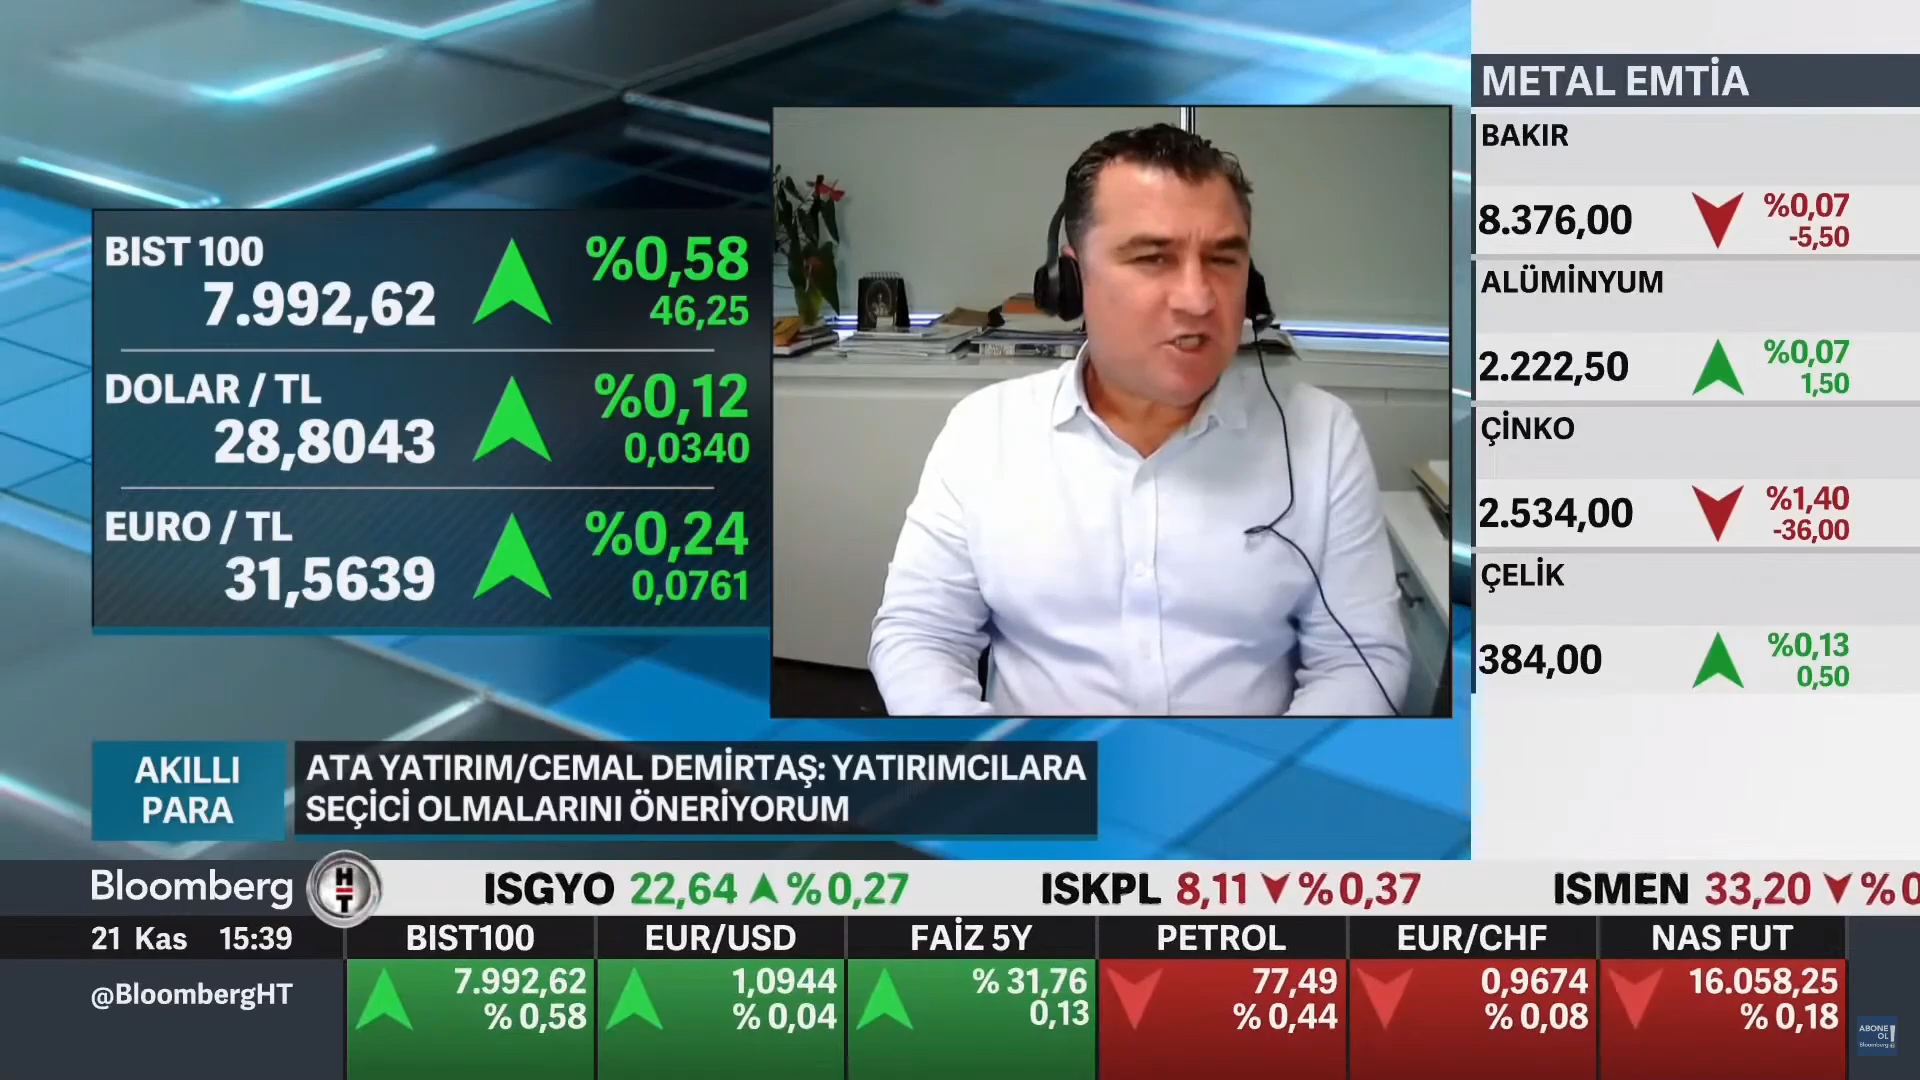 BIST 100
7.992,62
%0,58
46,25
DOLAR / TL
28,8043
%0,12
0,0340
EURO / TL
31,5639
%0,24
0,0761
METAL EMTİA
BAKIR
8.376,00
%0,07
-5,50
ALÜMİNYUM
2.222,50
%0,07
1,50
ÇİNKO
2.534,00
%1,40
-36,00
ÇELİK
384,00
%0,13
0,50
AKILLI
PARA
ATA YATIRIM/CEMAL DEMİRTAŞ: YATIRIMCILARA
SEÇİCİ OLMALARINI ÖNERİYORUM
Bloomberg HT
ISGYO 22,64 %0,27 ISKPL 8,11 %0,37 ISMEN 33,20 %0
21 Kas 15:39
@BloombergHT
BIST100
7.992,62
% 0,58
EUR/USD
1,0944
% 0,04
FAİZ 5Y
% 31,76
0,13
PETROL
77,49
% 0,44
EUR/CHF
0,9674
% 0,08
NAS FUT
16.058,25
% 0,18
ABONE
OL!
Bloomberg